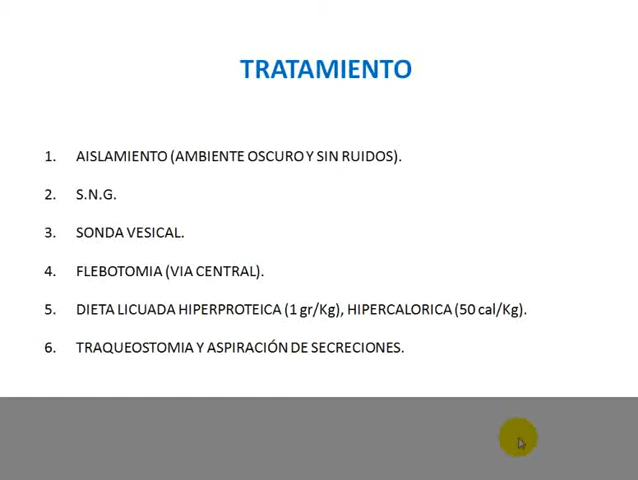 TRATAMIENTO
1. AISLAMIENTO (AMBIENTE OSCURO Y SIN RUIDOS).
2. S.N.G.
3. SONDA VESICAL.
4. FLEBOTOMIA (VIA CENTRAL).
5. DIETA LICUADA HIPERPROTEICA (1 gr/Kg), HIPERCALORICA (50 cal/Kg).
6. TRAQUEOSTOMIA Y ASPIRACIÓN DE SECRECIONES.